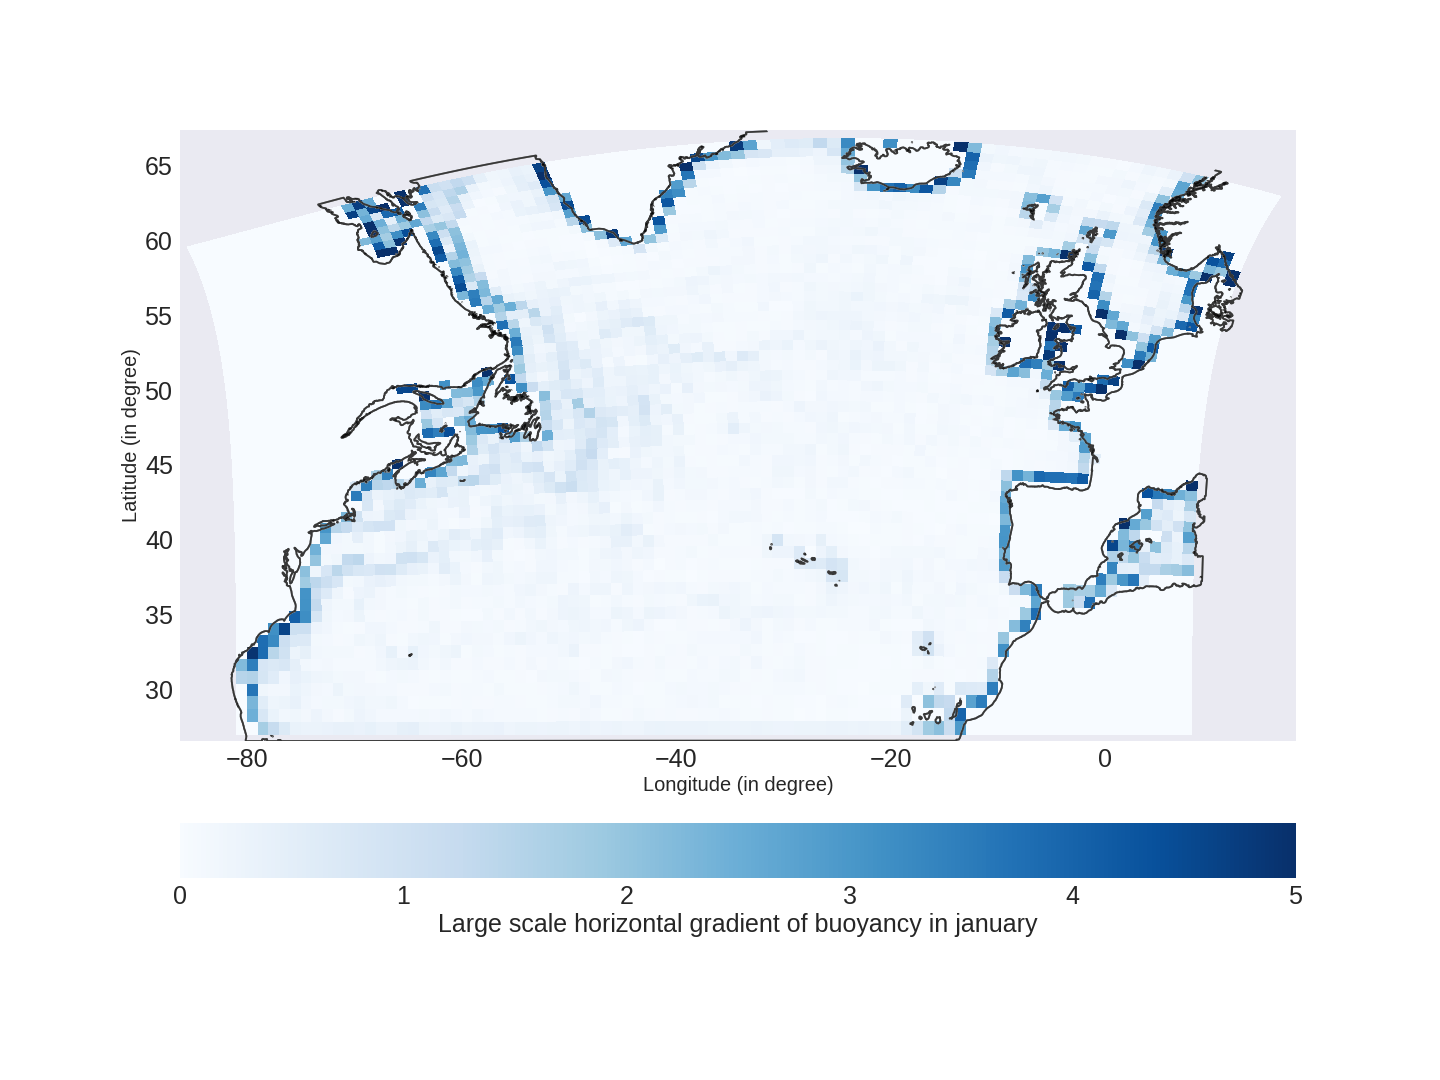 65
60
55
50
45
40
35
30
Latitude (in degree)
−80 −60 −40 −20 0
Longitude (in degree)
0 1 2 3 4 5
Large scale horizontal gradient of buoyancy in january